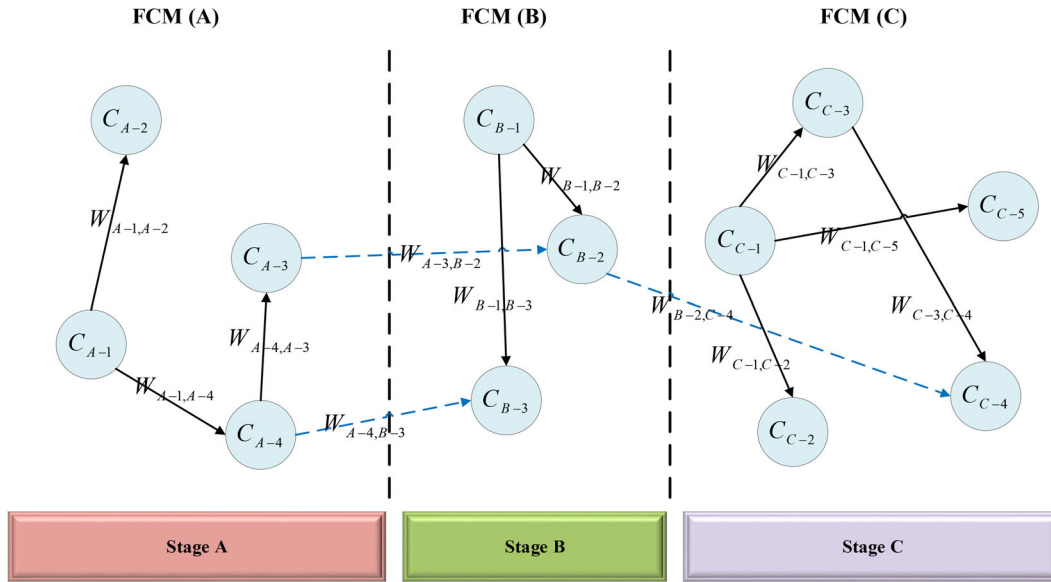 FCM (A)
FCM (B)
FCM (C)
C_{A-2}
W_{A-1,A-2}
C_{A-3}
C_{A-1}
W_{A-4,A-3}
W_{A-1,A-4}
C_{A-4}
W_{A-3,B-2}
W_{A-4,B-3}
C_{B-1}
W_{B-1,B-2}
C_{B-2}
W_{B-1,B-3}
C_{B-3}
W_{B-2,C-4}
C_{C-3}
W_{C-1,C-3}
C_{C-5}
C_{C-1}
W_{C-1,C-5}
W_{C-3,C-4}
W_{C-1,C-2}
C_{C-4}
C_{C-2}
Stage A
Stage B
Stage C